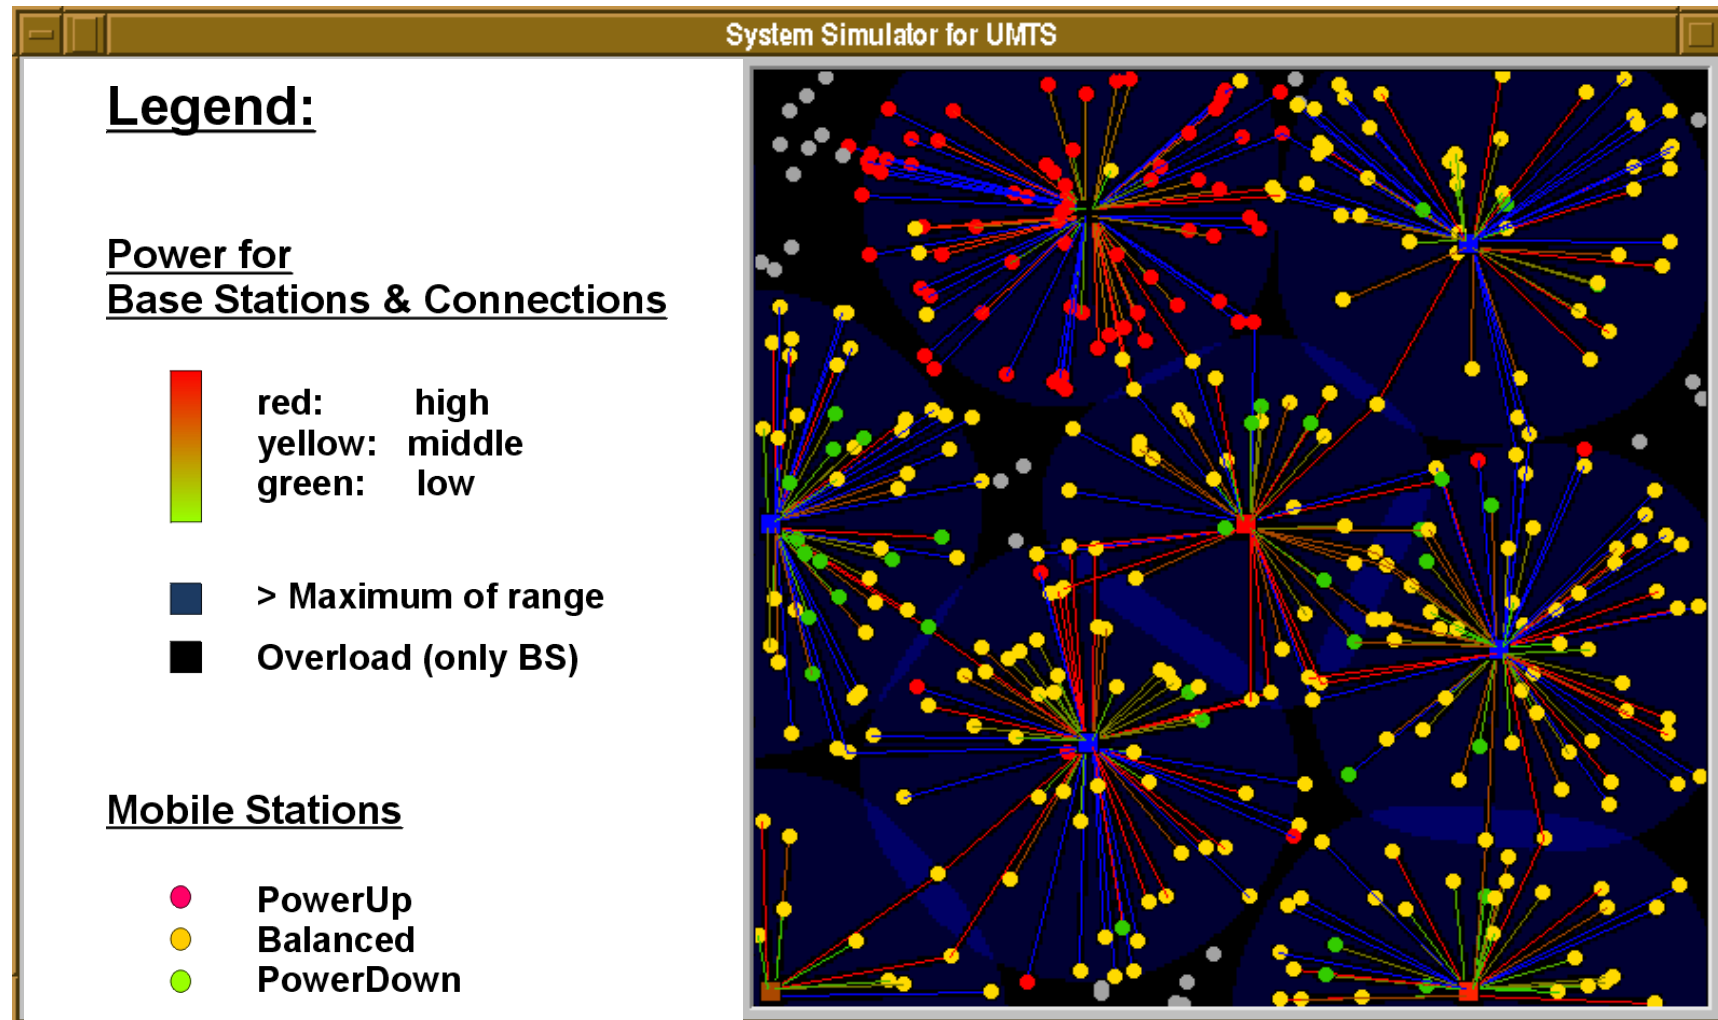 System Simulator for UMTS
Legend:
Power for
Base Stations & Connections
red: high
yellow: middle
green: low
> Maximum of range
Overload (only BS)
Mobile Stations
PowerUp
Balanced
PowerDown